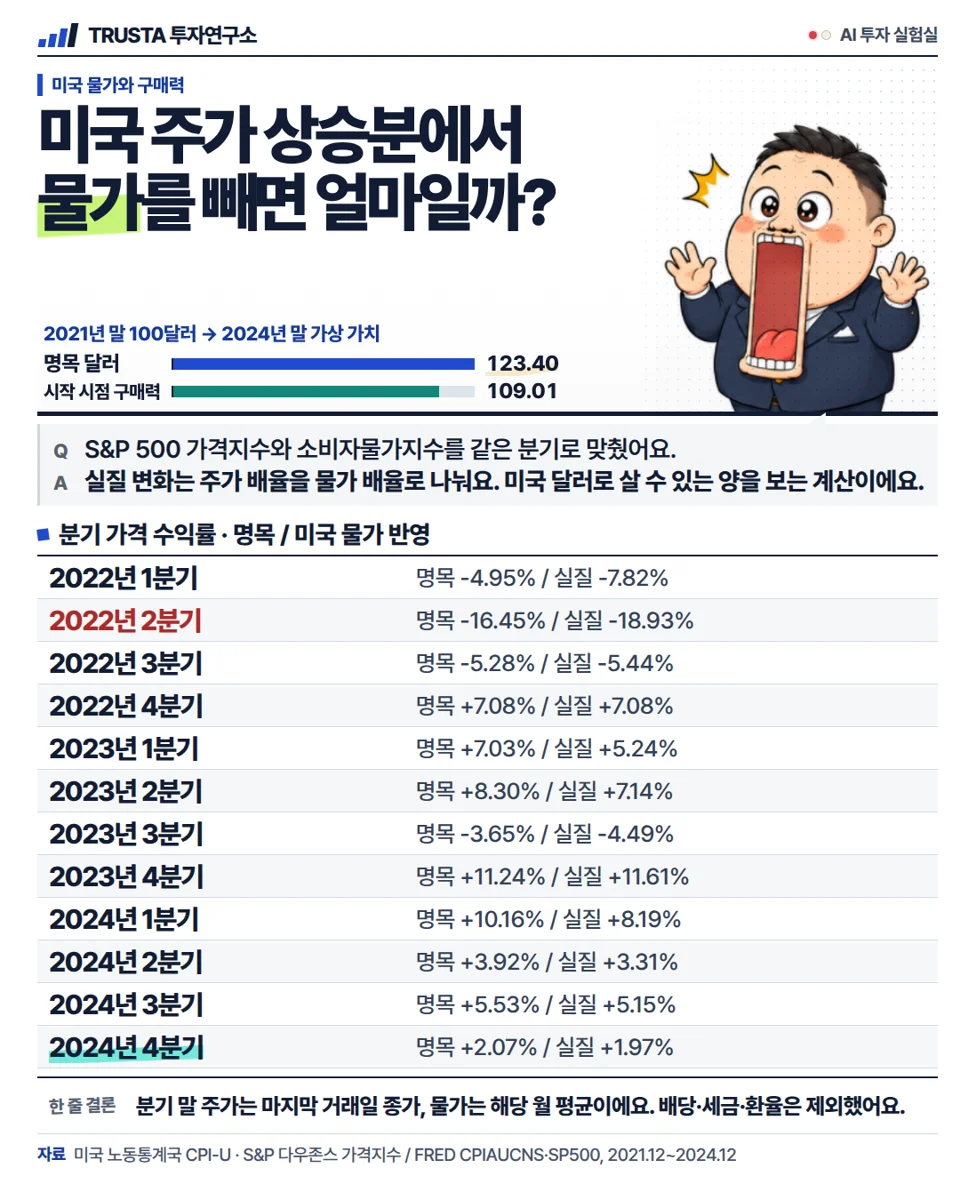 TRUSTA 투자연구소
AI 투자 실험실
미국 물가와 구매력
미국 주가 상승분에서
물가를 빼면 얼마일까?
2021년 말 100달러 → 2024년 말 가상 가치
명목 달러 123.40
시작 시점 구매력 109.01
Q S&P 500 가격지수와 소비자물가지수를 같은 분기로 맞췄어요.
A 실질 변화는 주가 배율을 물가 배율로 나눠요. 미국 달러로 살 수 있는 양을 보는 계산이에요.
분기 가격 수익률 · 명목 / 미국 물가 반영
2022년 1분기 명목 -4.95% / 실질 -7.82%
2022년 2분기 명목 -16.45% / 실질 -18.93%
2022년 3분기 명목 -5.28% / 실질 -5.44%
2022년 4분기 명목 +7.08% / 실질 +7.08%
2023년 1분기 명목 +7.03% / 실질 +5.24%
2023년 2분기 명목 +8.30% / 실질 +7.14%
2023년 3분기 명목 -3.65% / 실질 -4.49%
2023년 4분기 명목 +11.24% / 실질 +11.61%
2024년 1분기 명목 +10.16% / 실질 +8.19%
2024년 2분기 명목 +3.92% / 실질 +3.31%
2024년 3분기 명목 +5.53% / 실질 +5.15%
2024년 4분기 명목 +2.07% / 실질 +1.97%
한 줄 결론 분기 말 주가는 마지막 거래일 종가, 물가는 해당 월 평균이에요. 배당·세금·환율은 제외했어요.
자료 미국 노동통계국 CPI-U · S&P 다우존스 가격지수 / FRED CPIAUCNS·SP500, 2021.12~2024.12